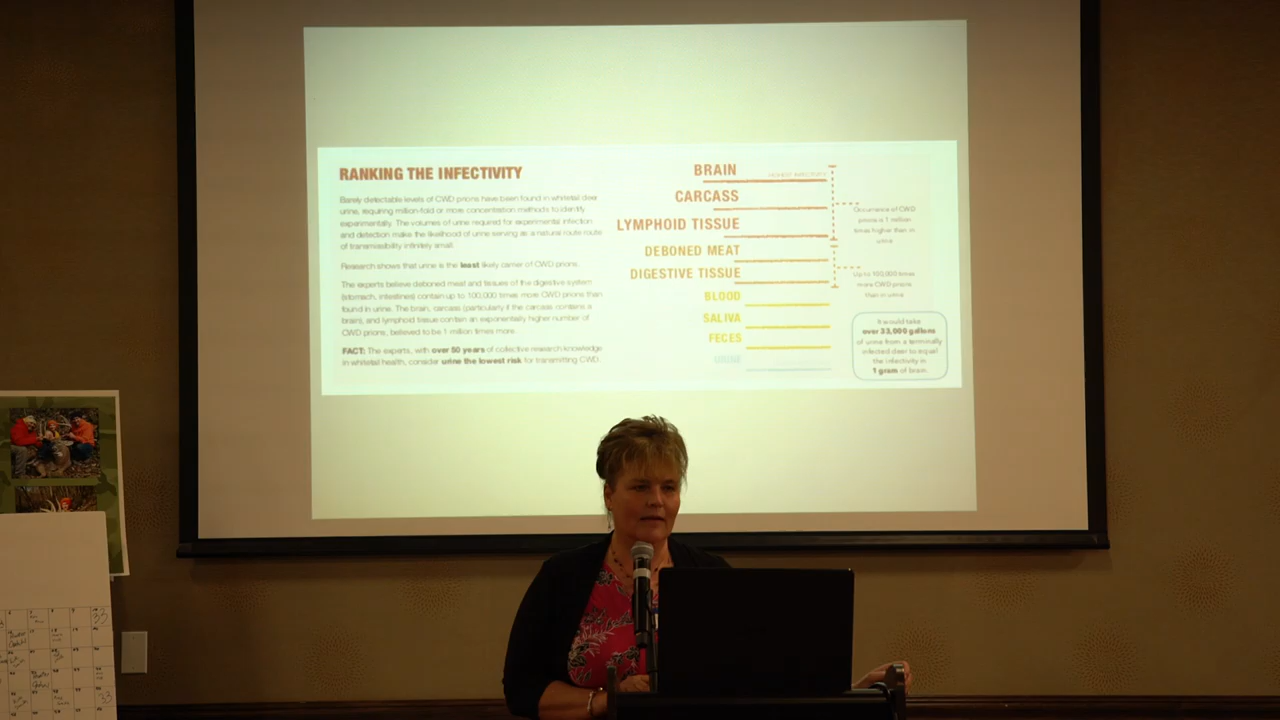 RANKING THE INFECTIVITY
Barely detectable levels of CWD prions have been found in whitetail deer
urine, requiring million-fold or more concentration methods to identify
experimentally. The volumes of urine required for experimental infection
and detection make the likelihood of urine serving as a natural route route
of transmissibility infinitely small.
Research shows that urine is the least likely carrier of CWD prions.
The experts believe deboned meat and tissues of the digestive system
(stomach, intestines) contain up to 100,000 times more CWD prions than
found in urine. The brain, carcass (particularly if the carcass contains a
brain), and lymphoid tissue contain an exponentially higher number of
CWD prions, believed to be 1 million times more.
FACT: The experts, with over 50 years of collective research knowledge
in whitetail health, consider urine the lowest risk for transmitting CWD.
BRAIN
HIGHEST INFECTIVITY
CARCASS
LYMPHOID TISSUE
DEBONED MEAT
DIGESTIVE TISSUE
BLOOD
SALIVA
FECES
URINE
Occurrence of CWD
prions is 1 million
times higher than in
urine
Up to 100,000 times
more CWD prions
than in urine
It would take
over 33,000 gallons
of urine from a terminally
infected deer to equal
the infectivity in
1 gram of brain.
33
33